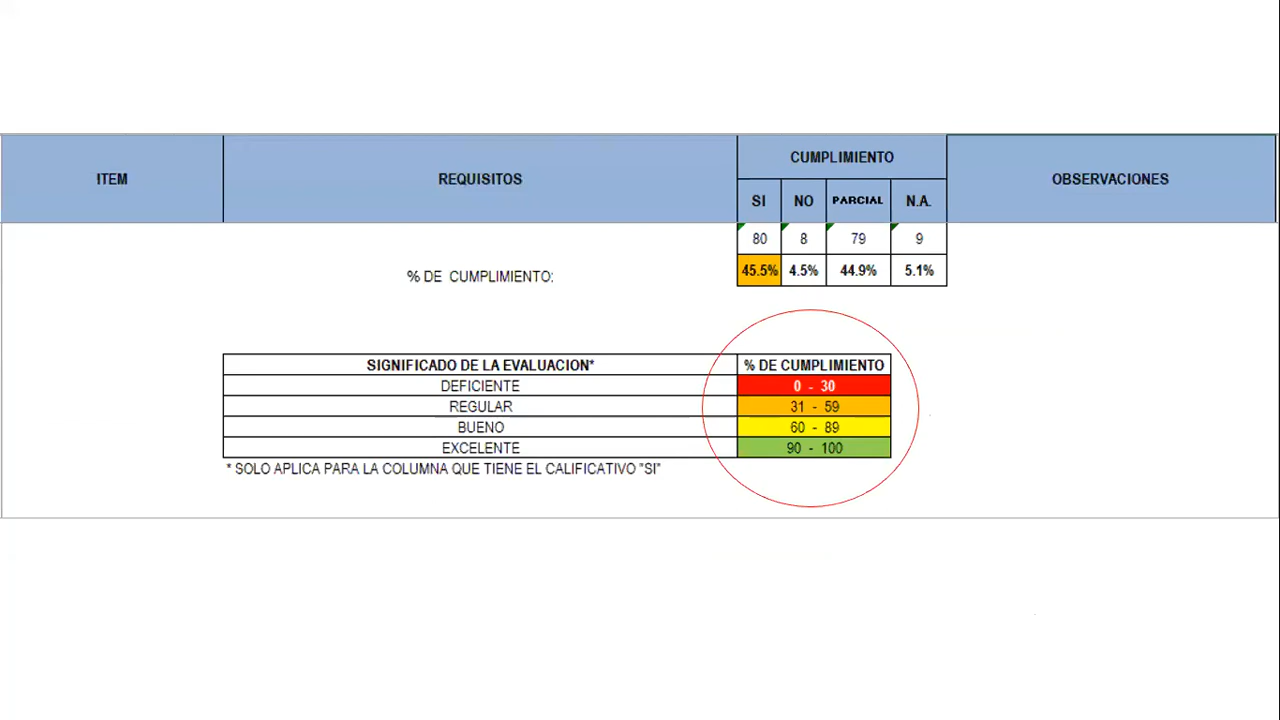 ITEM REQUISITOS CUMPLIMIENTO OBSERVACIONES
SI NO PARCIAL N.A.
80 8 79 9
% DE CUMPLIMIENTO: 45.5% 4.5% 44.9% 5.1%
SIGNIFICADO DE LA EVALUACION* % DE CUMPLIMIENTO
DEFICIENTE 0 - 30
REGULAR 31 - 59
BUENO 60 - 89
EXCELENTE 90 - 100
* SOLO APLICA PARA LA COLUMNA QUE TIENE EL CALIFICATIVO "SI"